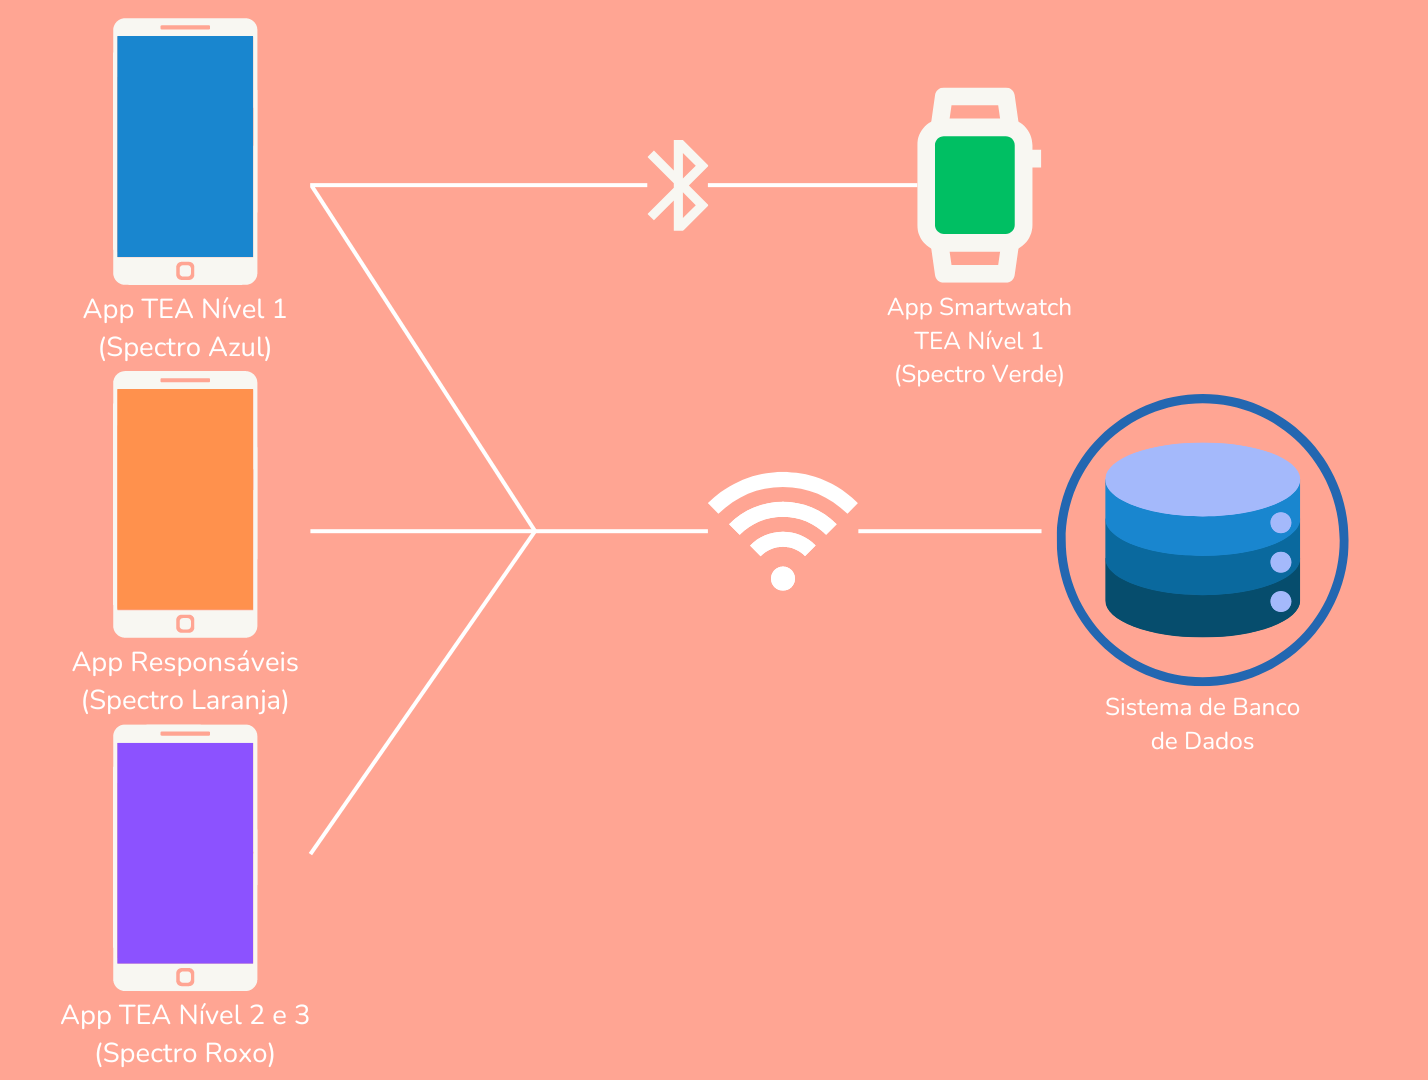 App TEA Nível 1
(Spectro Azul)
App Smartwatch
TEA Nível 1
(Spectro Verde)
App Responsáveis
(Spectro Laranja)
Sistema de Banco
de Dados
App TEA Nível 2 e 3
(Spectro Roxo)